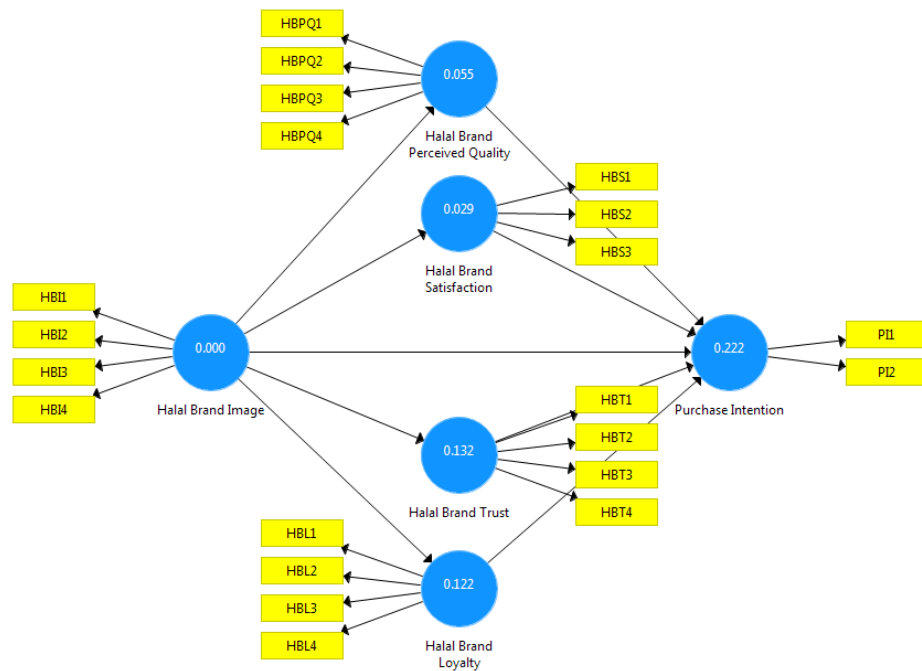 HBPQ1
HBPQ2
HBPQ3
HBPQ4
0.055
Halal Brand
Perceived Quality
HBS1
HBS2
HBS3
0.029
Halal Brand
Satisfaction
HBI1
HBI2
HBI3
HBI4
0.000
Halal Brand Image
0.222
Purchase Intention
PI1
PI2
HBT1
HBT2
HBT3
HBT4
0.132
Halal Brand Trust
HBL1
HBL2
HBL3
HBL4
0.122
Halal Brand
Loyalty